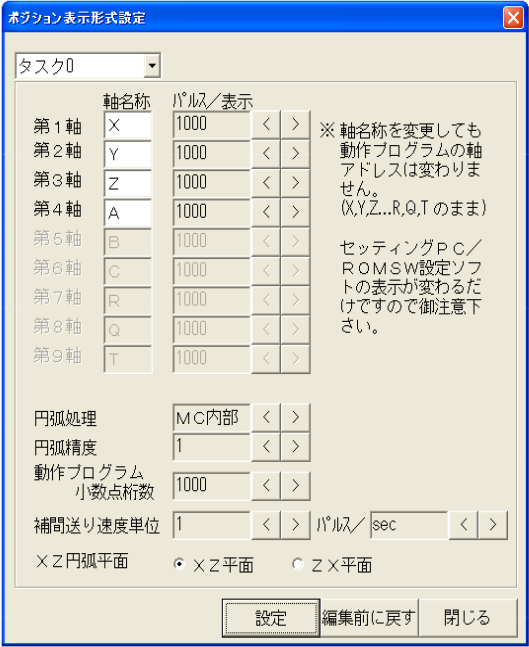 ポジション表示形式設定
タスク0
軸名称 パルス/表示
第1軸 X 1000 < >
第2軸 Y 1000 < >
第3軸 Z 1000 < >
第4軸 A 1000 < >
第5軸 B 1000 < >
第6軸 C 1000 < >
第7軸 R 1000 < >
第8軸 Q 1000 < >
第9軸 T 1000 < >
※ 軸名称を変更しても
動作プログラムの軸
アドレスは変わりま
せん。
(X,Y,Z...R,Q,T のまま)
セッティングPC/
ROMSW設定ソフ
トの表示が変わるだ
けですので御注意下
さい。
円弧処理 MC内部 < >
円弧精度 1 < >
動作プログラム
小数点桁数 1000 < >
補間送り速度単位 1 < > パルス/ sec < >
XZ円弧平面 XZ平面 ZX平面
設定 編集前に戻す 閉じる